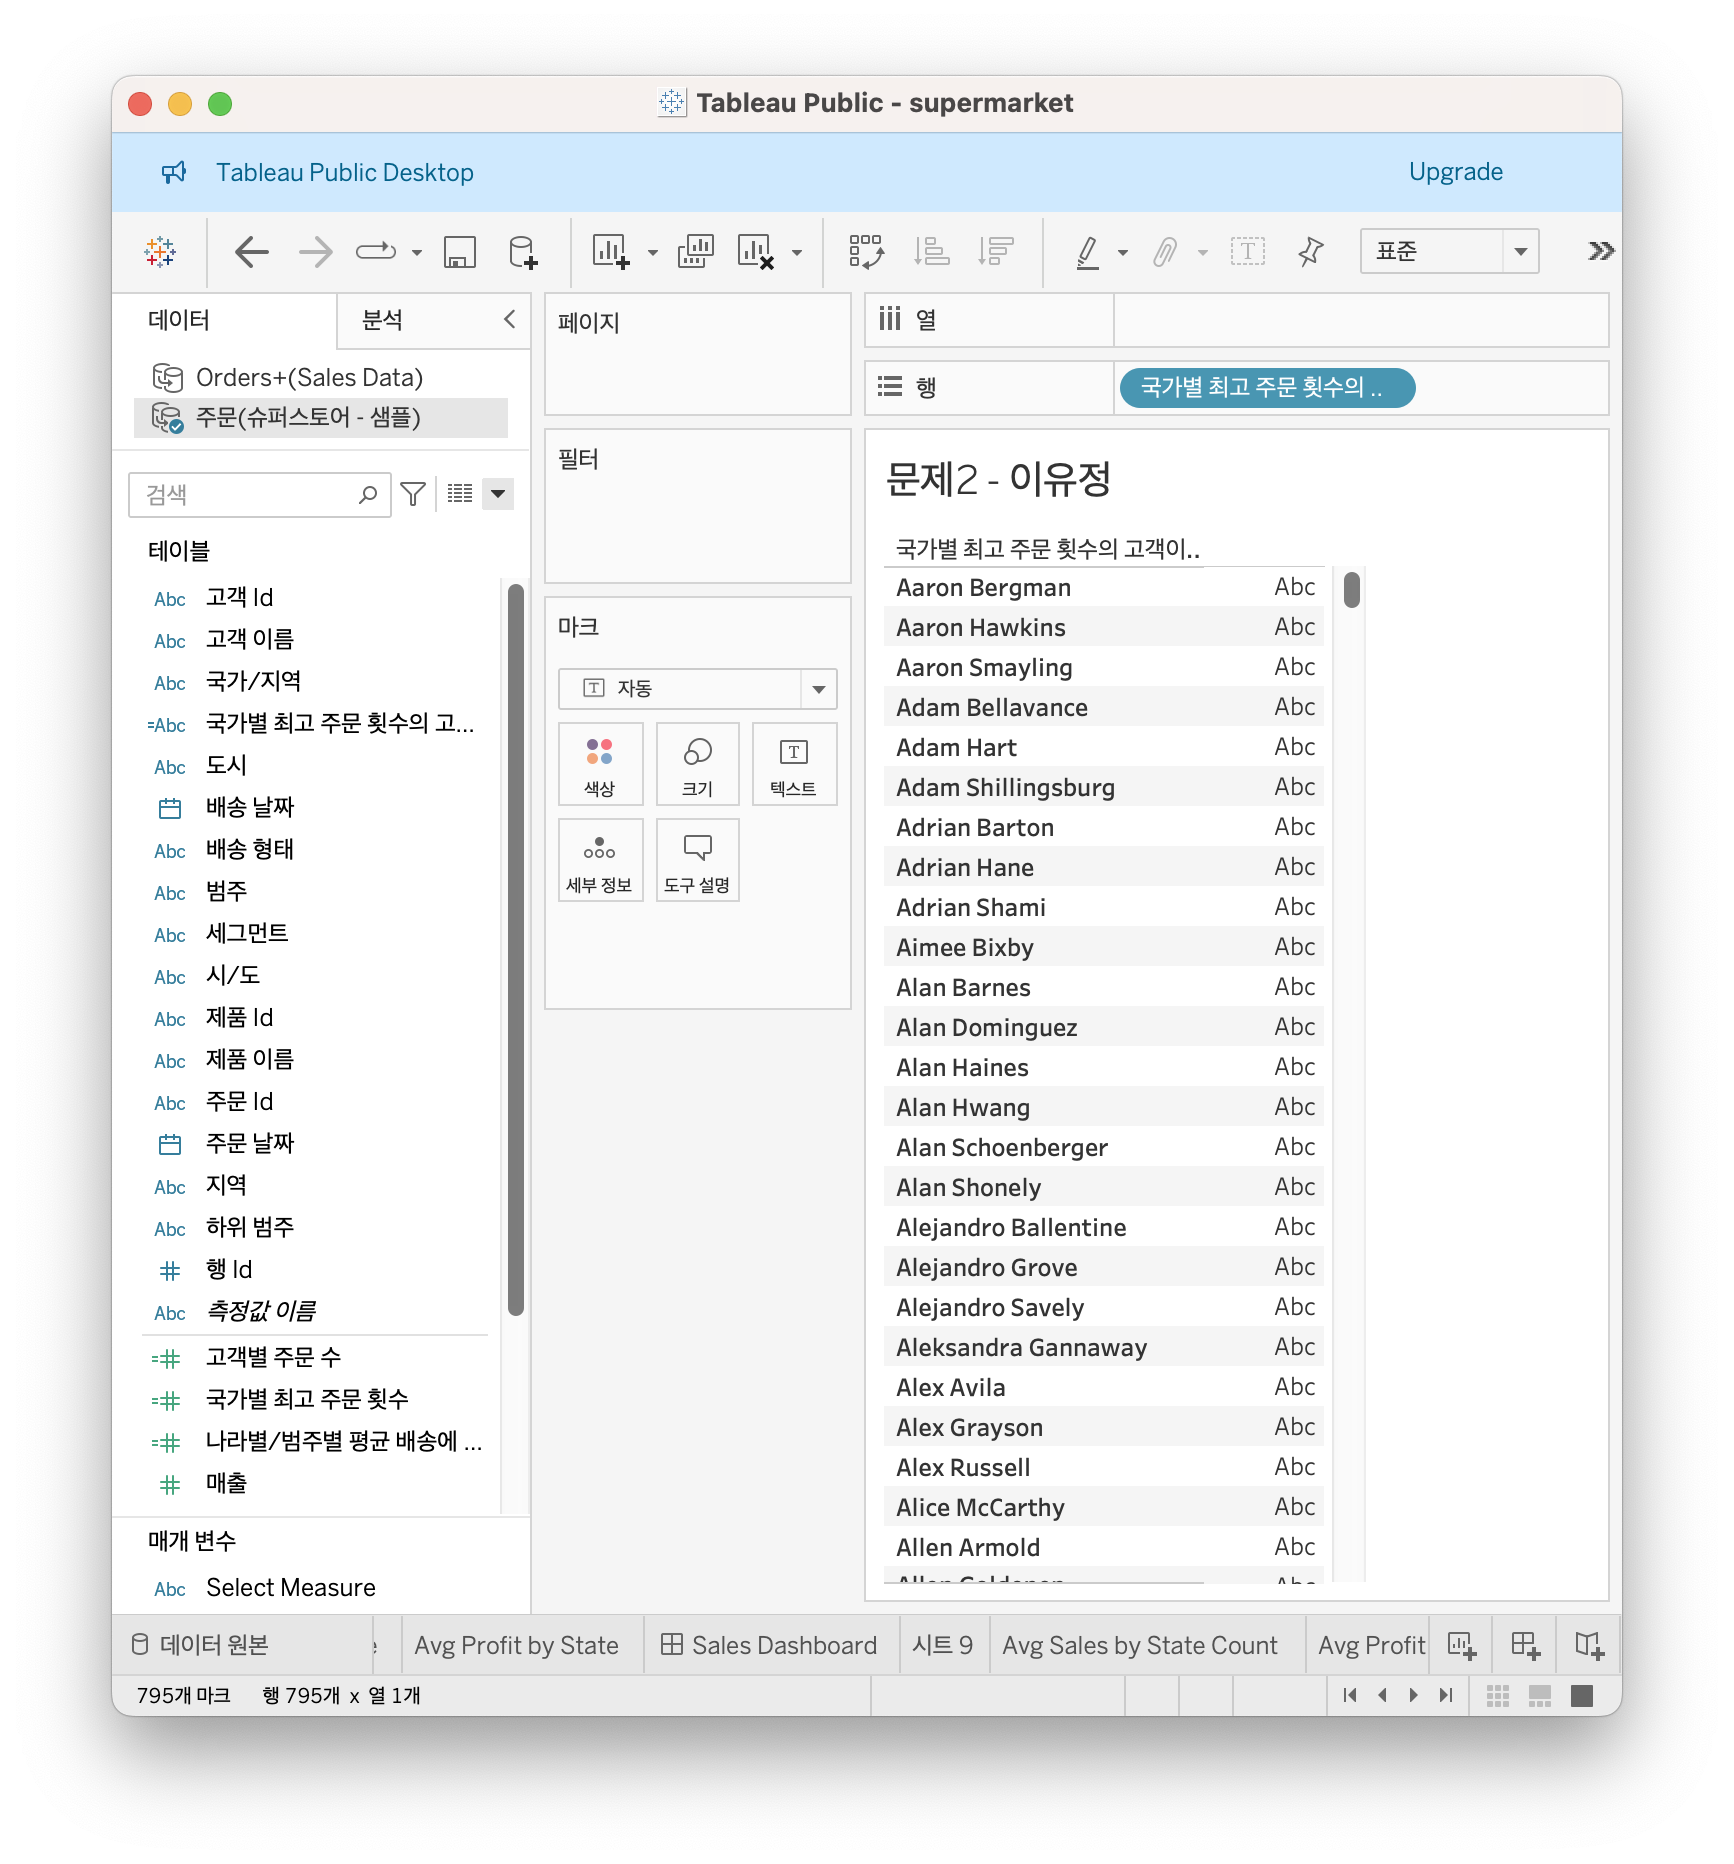 Tableau Public - supermarket
Tableau Public Desktop
Upgrade
표준
데이터
분석
Orders+(Sales Data)
주문(슈퍼스토어 - 샘플)
검색
테이블
Abc 고객 Id
Abc 고객 이름
Abc 국가/지역
=Abc 국가별 최고 주문 횟수의 고...
Abc 도시
배송 날짜
Abc 배송 형태
Abc 범주
Abc 세그먼트
Abc 시/도
Abc 제품 Id
Abc 제품 이름
Abc 주문 Id
주문 날짜
Abc 지역
Abc 하위 범주
# 행 Id
Abc 측정값 이름
=# 고객별 주문 수
=# 국가별 최고 주문 횟수
=# 나라별/범주별 평균 배송에 ...
# 매출
매개 변수
Abc Select Measure
페이지
필터
마크
자동
색상
크기
텍스트
세부 정보
도구 설명
열
행
국가별 최고 주문 횟수의 ..
문제2 - 이유정
국가별 최고 주문 횟수의 고객이..
Aaron Bergman Abc
Aaron Hawkins Abc
Aaron Smayling Abc
Adam Bellavance Abc
Adam Hart Abc
Adam Shillingsburg Abc
Adrian Barton Abc
Adrian Hane Abc
Adrian Shami Abc
Aimee Bixby Abc
Alan Barnes Abc
Alan Dominguez Abc
Alan Haines Abc
Alan Hwang Abc
Alan Schoenberger Abc
Alan Shonely Abc
Alejandro Ballentine Abc
Alejandro Grove Abc
Alejandro Savely Abc
Aleksandra Gannaway Abc
Alex Avila Abc
Alex Grayson Abc
Alex Russell Abc
Alice McCarthy Abc
Allen Armold Abc
데이터 원본
Avg Profit by State
Sales Dashboard
시트 9
Avg Sales by State Count
Avg Profit
795개 마크
행 795개 x 열 1개